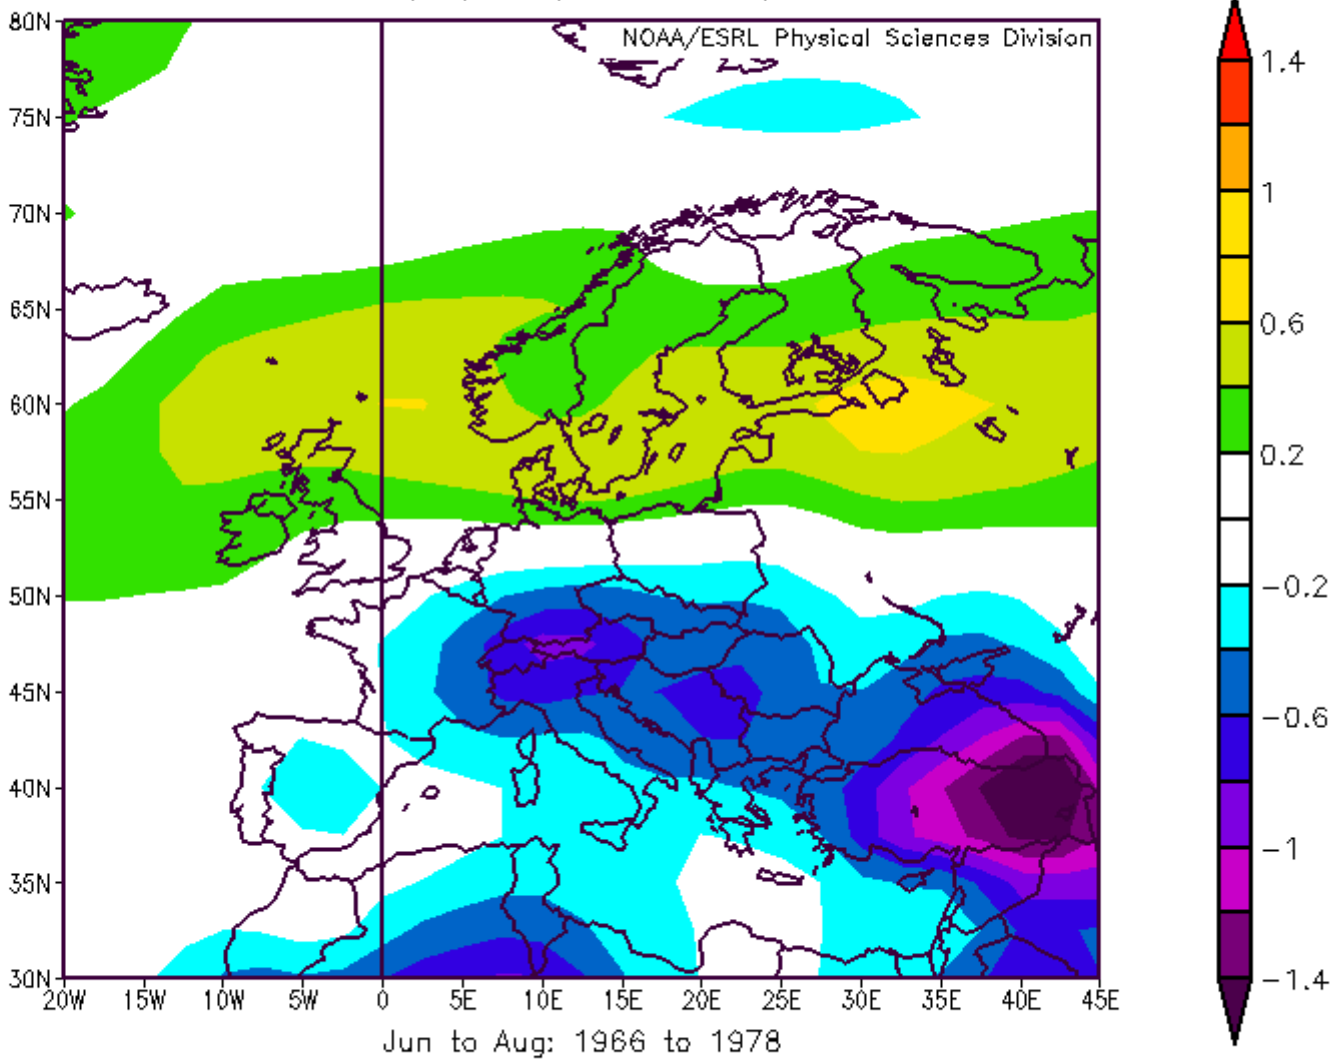 80N
NOAA/ESRL Physical Sciences Division
75N
70N
65N
60N
55N
50N
45N
40N
35N
30N
20W 15W 10W 5W 0 5E 10E 15E 20E 25E 30E 35E 40E 45E
Jun to Aug: 1966 to 1978
1.4
1
0.6
0.2
−0.2
−0.6
−1
−1.4